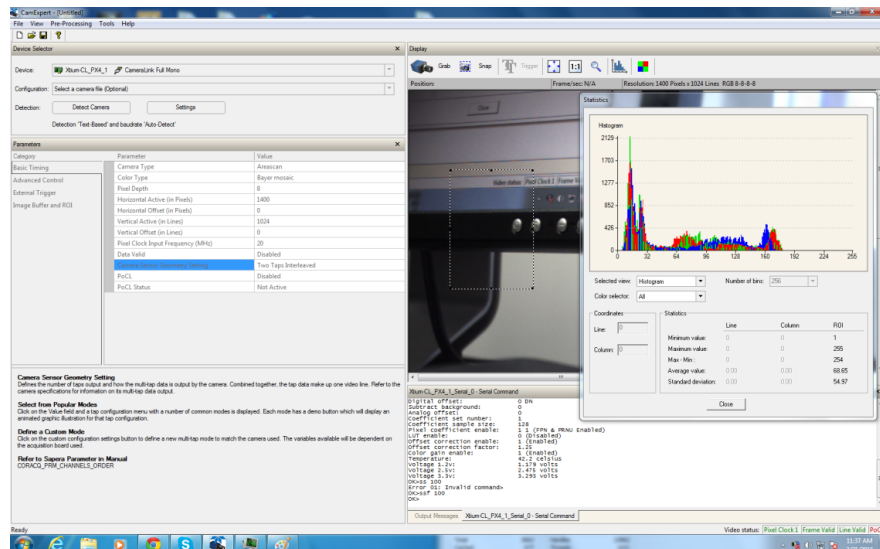 CamExpert - [Untitled]
File View Pre-Processing Tools Help
Device Selector
Device: Xtium-CL_PX4_1 CameraLink Full Mono
Configuration: Select a camera file (Optional)
Detection: Detect Camera Settings
Detection 'Text-Based' and baudrate 'Auto-Detect'
Parameters
Category Parameter Value
Basic Timing
Advanced Control
External Trigger
Image Buffer and ROI
Camera Type Areascan
Color Type Bayer mosaic
Pixel Depth 8
Horizontal Active (in Pixels) 1400
Horizontal Offset (in Pixels) 0
Vertical Active (in Lines) 1024
Vertical Offset (in Lines) 0
Pixel Clock Input Frequency (MHz) 20
Data Valid Disabled
Camera Sensor Geometry Setting Two Taps Interleaved
PoCL Disabled
PoCL Status Not Active
Camera Sensor Geometry Setting
Defines the number of taps output and how the multi-tap data is output by the camera. Combined together, the tap data make up one video line. Refer to the
camera specifications for information on its multi-tap data output.
Select from Popular Modes
Click on the Value field and a tap configuration menu with a number of common modes is displayed. Each mode has a demo button which will display an
animated graphic illustration for that tap configuration.
Define a Custom Mode
Click on the custom configuration settings button to define a new multi-tap mode to match the camera used. The variables available will be dependent on
the acquisition board used.
Refer to Sapera Parameter in Manual
CORACQ_PRM_CHANNELS_ORDER
Display
Grab Snap Trigger 1:1
Position: Frame/sec: N/A Resolution: 1400 Pixels x 1024 Lines RGB 8-8-8-8
Close
Video status: Pixel Clock 1 Frame
Statistics
Histogram
2129
1703
1277
852
426
0
0 32 64 96 128 160 192 224 255
Selected view: Histogram Number of bins: 256
Color selector: All
Coordinates
Line: 0
Column: 0
Statistics
Line Column ROI
Minimum value: 0 0 1
Maximum value: 0 0 255
Max - Min : 0 0 254
Average value: 0.00 0.00 68.65
Standard deviation: 0.00 0.00 54.97
Close
Xtium-CL_PX4_1_Serial_0 - Serial Command
Digital offset: 0 DN
Subtract background: 0
Analog offset: 0
Coefficient set number: 1
Coefficient sample size: 128
Pixel coefficient enable: 1 1 (FPN & PRNU Enabled)
LUT enable: 0 (Disabled)
Offset correction enable: 1 (Enabled)
Offset correction factor: 1.25
Color gain enable: 1 (Enabled)
Temperature: 42.2 Celsius
Voltage 1.2v: 1.179 volts
Voltage 2.5v: 2.475 volts
Voltage 3.3v: 3.293 volts
OK>ss 100
Error 01: Invalid command>
OK>ssf 100
OK>
Output Messages Xtium-CL_PX4_1_Serial_0 - Serial Command
Ready
Video status: Pixel Clock 1 Frame Valid Line Valid PoC
11:37 AM